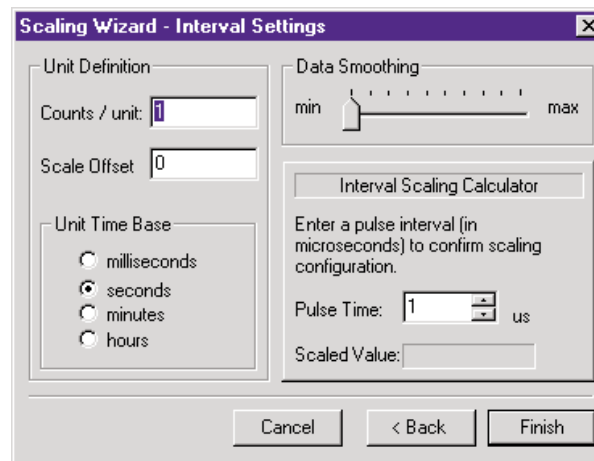 Scaling Wizard - Interval Settings
Unit Definition
Counts / unit: 1
Scale Offset 0
Unit Time Base
milliseconds
seconds
minutes
hours
Data Smoothing
min max
Interval Scaling Calculator
Enter a pulse interval (in
microseconds) to confirm scaling
configuration.
Pulse Time: 1 us
Scaled Value:
Cancel < Back Finish